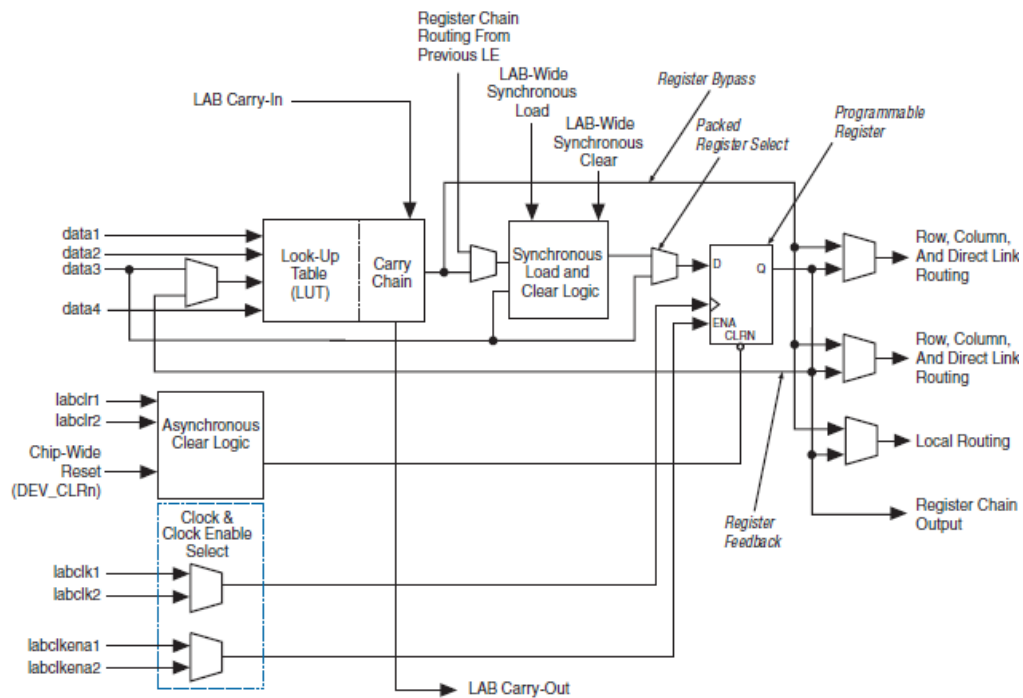 Register Chain
Routing From
Previous LE
LAB-Wide
Synchronous
Load
Register Bypass
LAB Carry-In
LAB-Wide
Synchronous
Clear
Packed
Register Select
Programmable
Register
data1
data2
data3
data4
Look-Up
Table
(LUT)
Carry
Chain
Synchronous
Load and
Clear Logic
D
Q
ENA
CLRN
Row, Column,
And Direct Link
Routing
Row, Column,
And Direct Link
Routing
Local Routing
Register Chain
Output
Register
Feedback
labclr1
labclr2
Chip-Wide
Reset
(DEV_CLRn)
Asynchronous
Clear Logic
Clock &
Clock Enable
Select
labclk1
labclk2
labclkena1
labclkena2
LAB Carry-Out